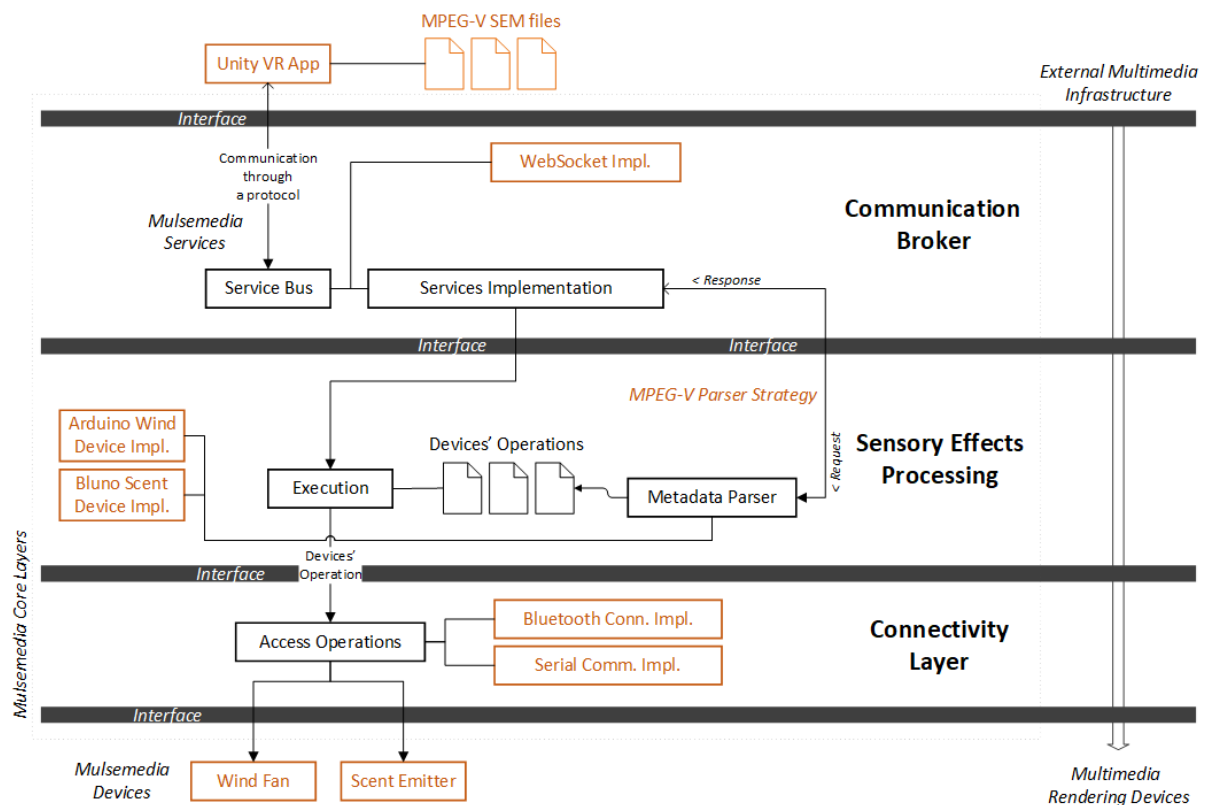 MPEG-V SEM files
Unity VR App
External Multimedia
Infrastructure
Interface
Communication
through
a protocol
WebSocket Impl.
Mulsemedia
Services
Communication
Broker
Service Bus
Services Implementation
< Response
Interface
Interface
MPEG-V Parser Strategy
Arduino Wind
Device Impl.
Bluno Scent
Device Impl.
Devices' Operations
Execution
Metadata Parser
< Request
Sensory Effects
Processing
Devices'
Operation
Interface
Mulsemedia Core Layers
Access Operations
Bluetooth Conn. Impl.
Serial Comm. Impl.
Connectivity
Layer
Interface
Mulsemedia
Devices
Wind Fan
Scent Emitter
Multimedia
Rendering Devices